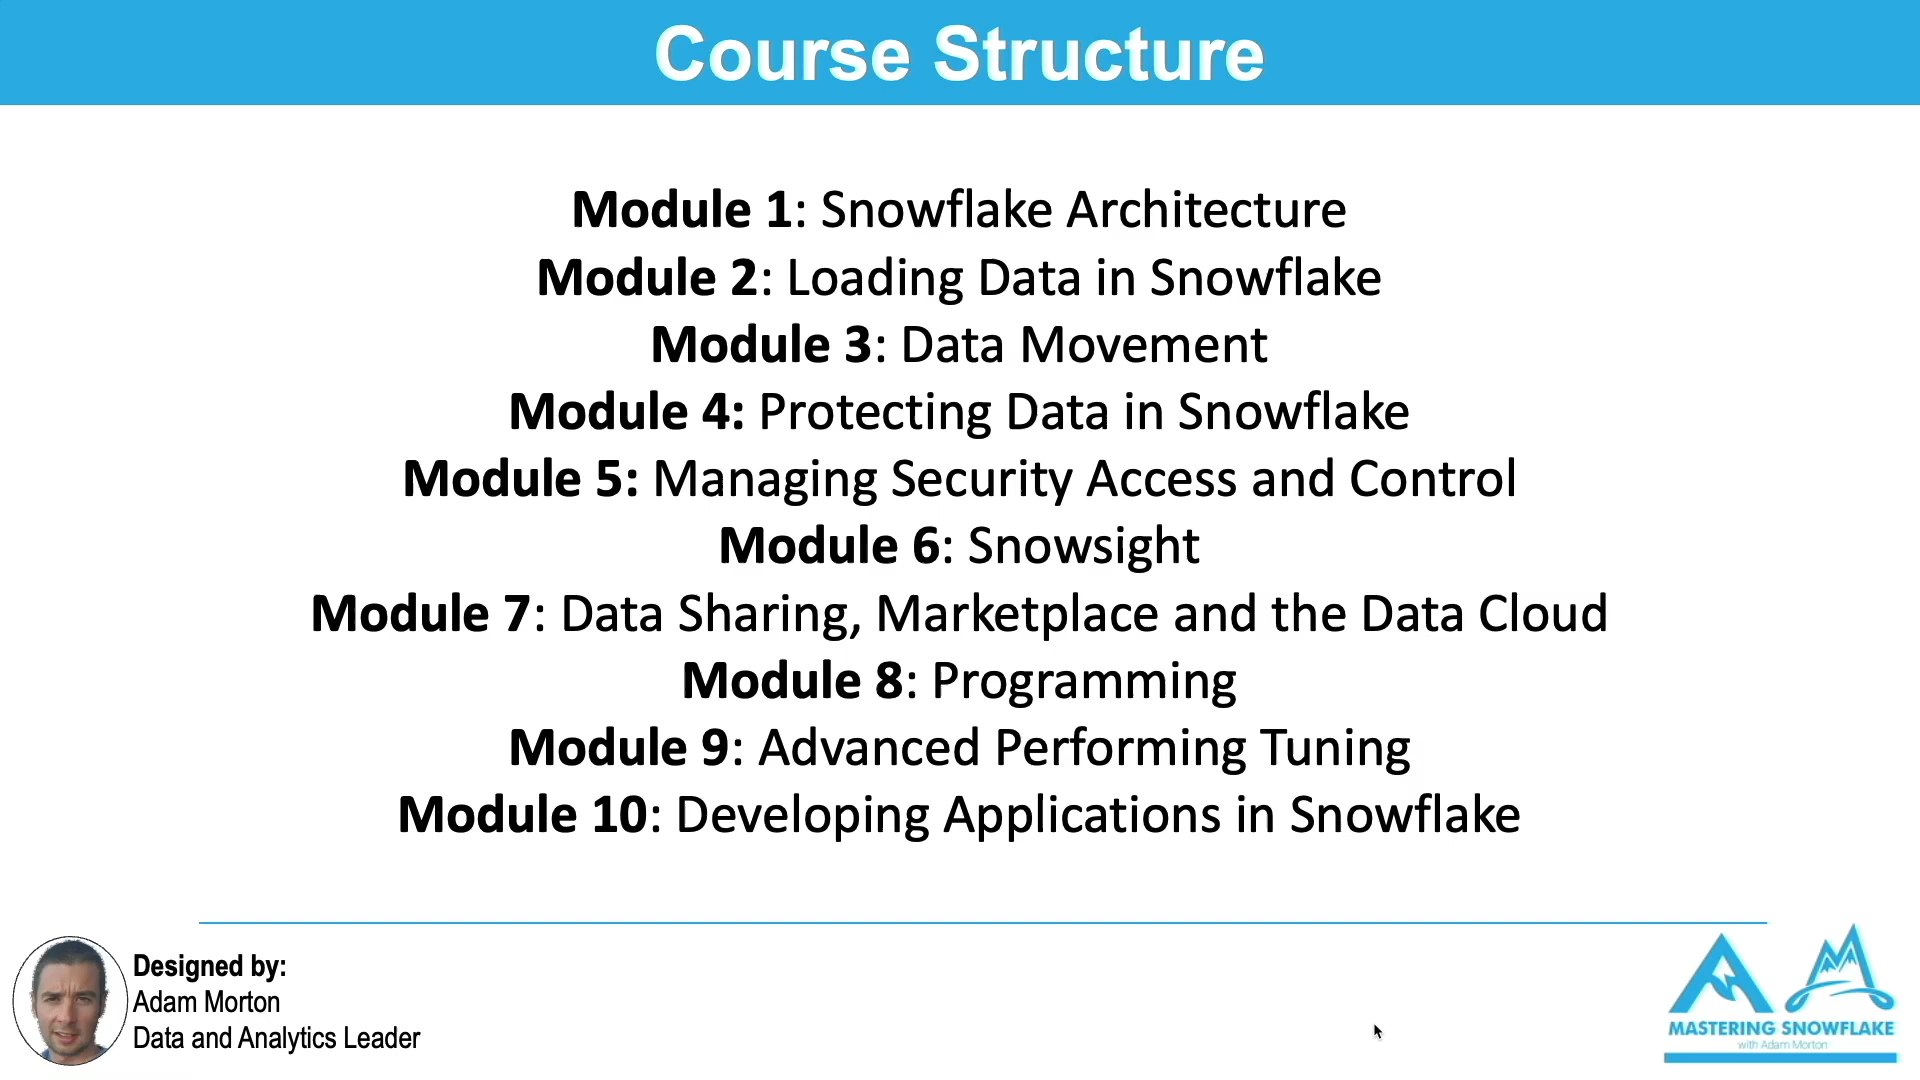 Course Structure
Module 1: Snowflake Architecture
Module 2: Loading Data in Snowflake
Module 3: Data Movement
Module 4: Protecting Data in Snowflake
Module 5: Managing Security Access and Control
Module 6: Snowsight
Module 7: Data Sharing, Marketplace and the Data Cloud
Module 8: Programming
Module 9: Advanced Performing Tuning
Module 10: Developing Applications in Snowflake
Designed by:
Adam Morton
Data and Analytics Leader
MASTERING SNOWFLAKE
with Adam Morton